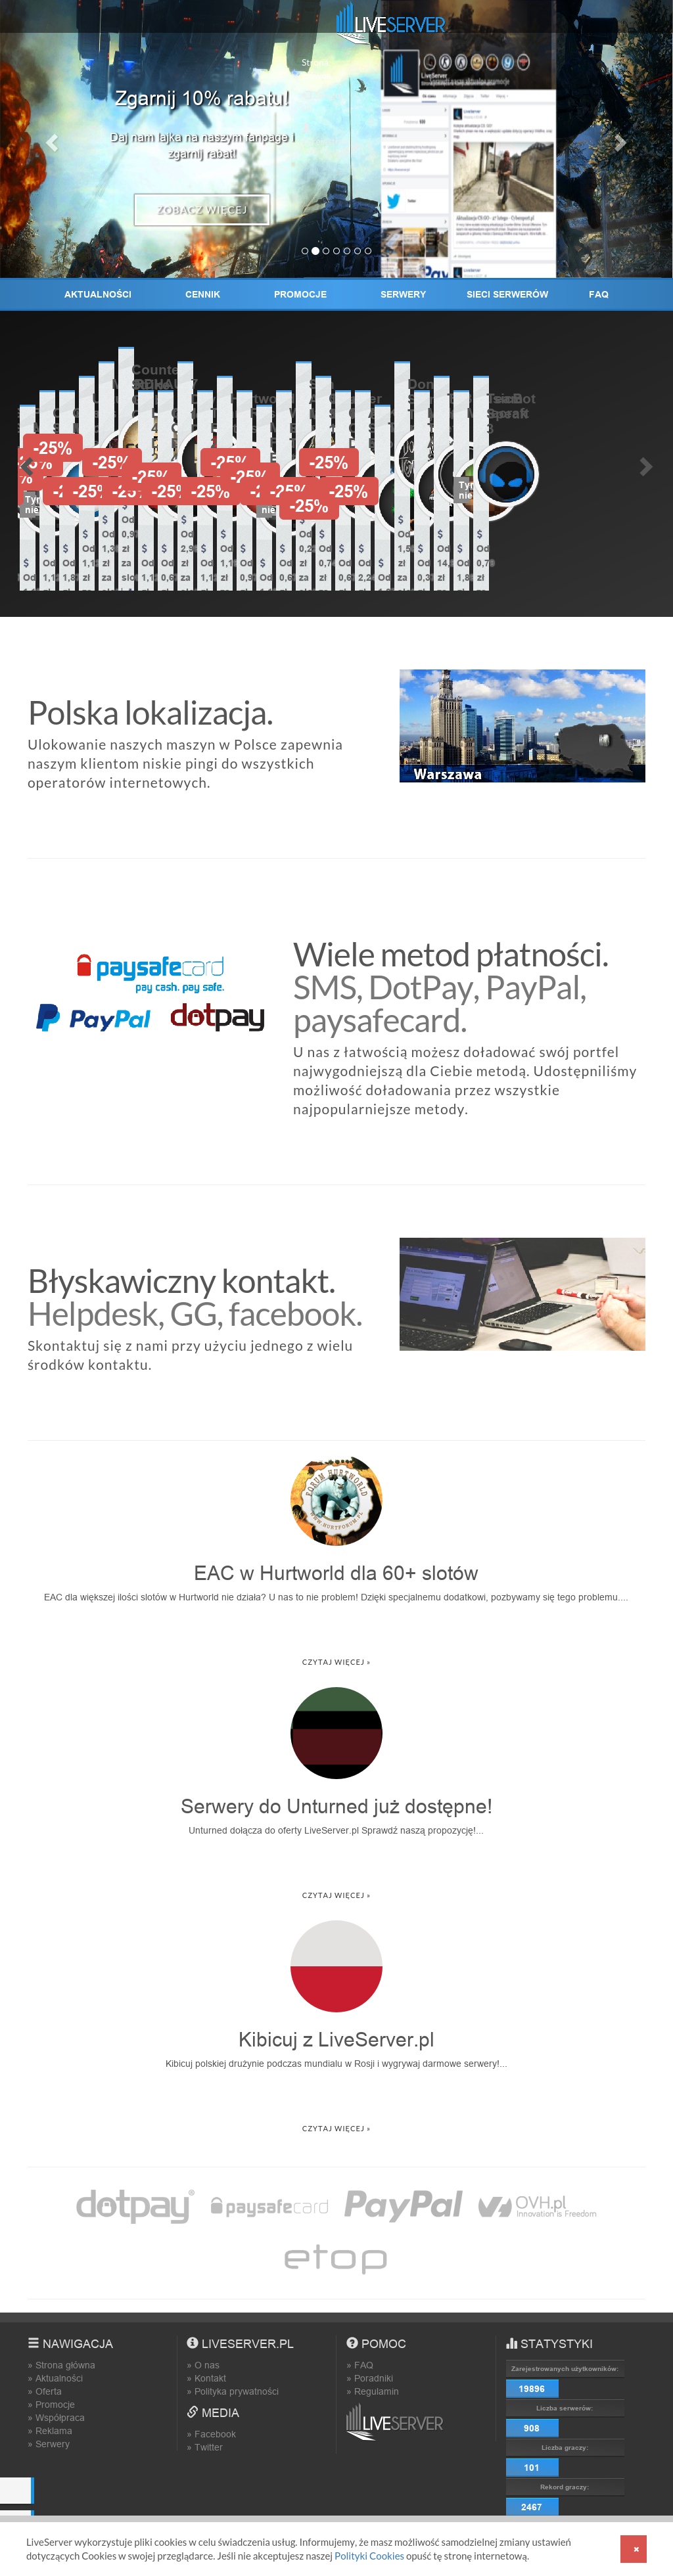 LIVESERVER
Zgarnij 10% rabatu!
Daj nam lajka na naszym fanpage i
zgarnij rabat!
ZOBACZ WIĘCEJ
AKTUALNOŚCI CENNIK PROMOCJE SERWERY SIECI SERWERÓW FAQ
-25%
-25%
-25%
-25%
-25%
-25%
-25%
-25%
-25%
-25%
Polska lokalizacja.
Ulokowanie naszych maszyn w Polsce zapewnia
naszym klientom niskie pingi do wszystkich
operatorów internetowych.
Warszawa
paysafecard
pay cash. pay safe.
PayPal dotpay
Wiele metod płatności.
SMS, DotPay, PayPal,
paysafecard.
U nas z łatwością możesz doładować swój portfel
najwygodniejszą dla Ciebie metodą. Udostępniliśmy
możliwość doładowania przez wszystkie
najpopularniejsze metody.
Błyskawiczny kontakt.
Helpdesk, GG, facebook.
Skontaktuj się z nami przy użyciu jednego z wielu
środków kontaktu.
FORUM HURTWORLD
EAC w Hurtworld dla 60+ slotów
EAC dla większej ilości slotów w Hurtworld nie działa? U nas to nie problem! Dzięki specjalnemu dodatkowi, pozbywamy się tego problemu....
CZYTAJ WIĘCEJ »
Serwery do Unturned już dostępne!
Unturned dołącza do oferty LiveServer.pl Sprawdź naszą propozycję!...
CZYTAJ WIĘCEJ »
Kibicuj z LiveServer.pl
Kibicuj polskiej drużynie podczas mundialu w Rosji i wygrywaj darmowe serwery!...
CZYTAJ WIĘCEJ »
dotpay® paysafecard PayPal OVH.pl
Innovation is Freedom
etop
NAWIGACJA
» Strona główna
» Aktualności
» Oferta
» Promocje
» Współpraca
» Reklama
» Serwery
LIVESERVER.PL
» O nas
» Kontakt
» Polityka prywatności
MEDIA
» Facebook
» Twitter
POMOC
» FAQ
» Poradniki
» Regulamin
LIVESERVER
STATYSTYKI
Zarejestrowanych użytkowników:
19896
Liczba serwerów:
908
Liczba graczy:
101
Rekord graczy:
2467
LiveServer wykorzystuje pliki cookies w celu świadczenia usług. Informujemy, że masz możliwość samodzielnej zmiany ustawień
dotyczących Cookies w swojej przeglądarce. Jeśli nie akceptujesz naszej Polityki Cookies opuść tę stronę internetową.